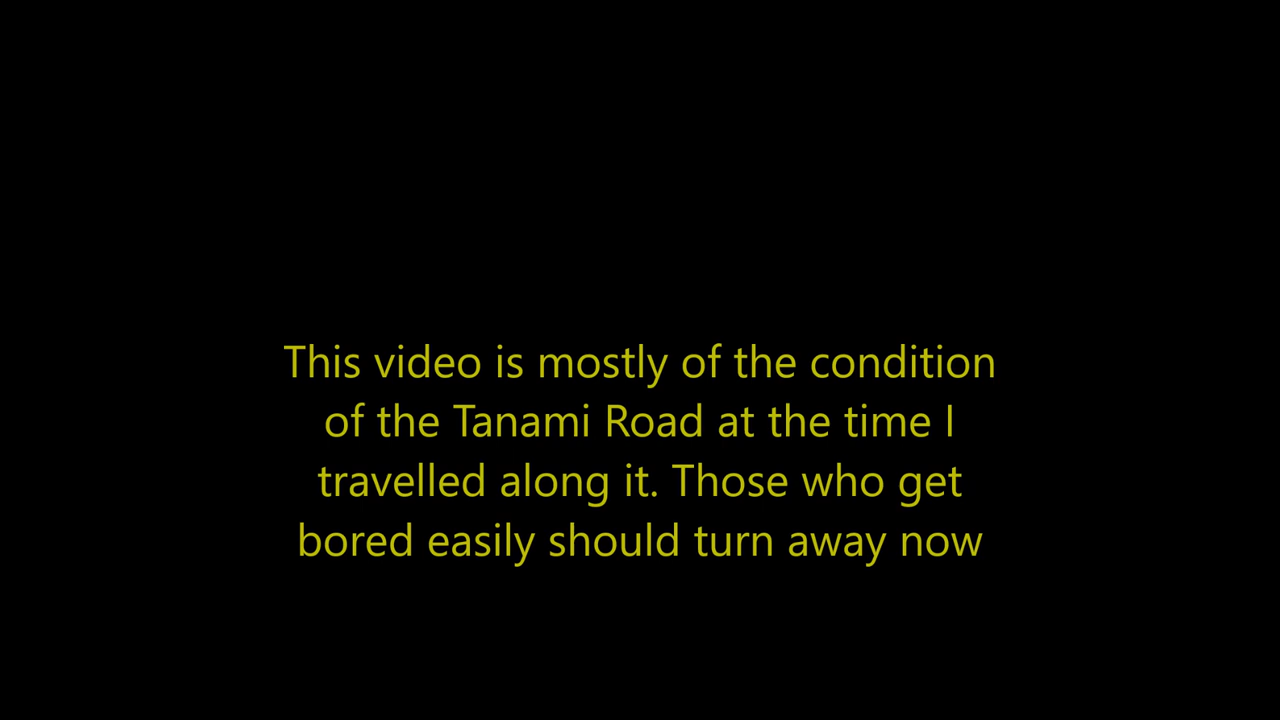 This video is mostly of the condition
of the Tanami Road at the time I
travelled along it. Those who get
bored easily should turn away now